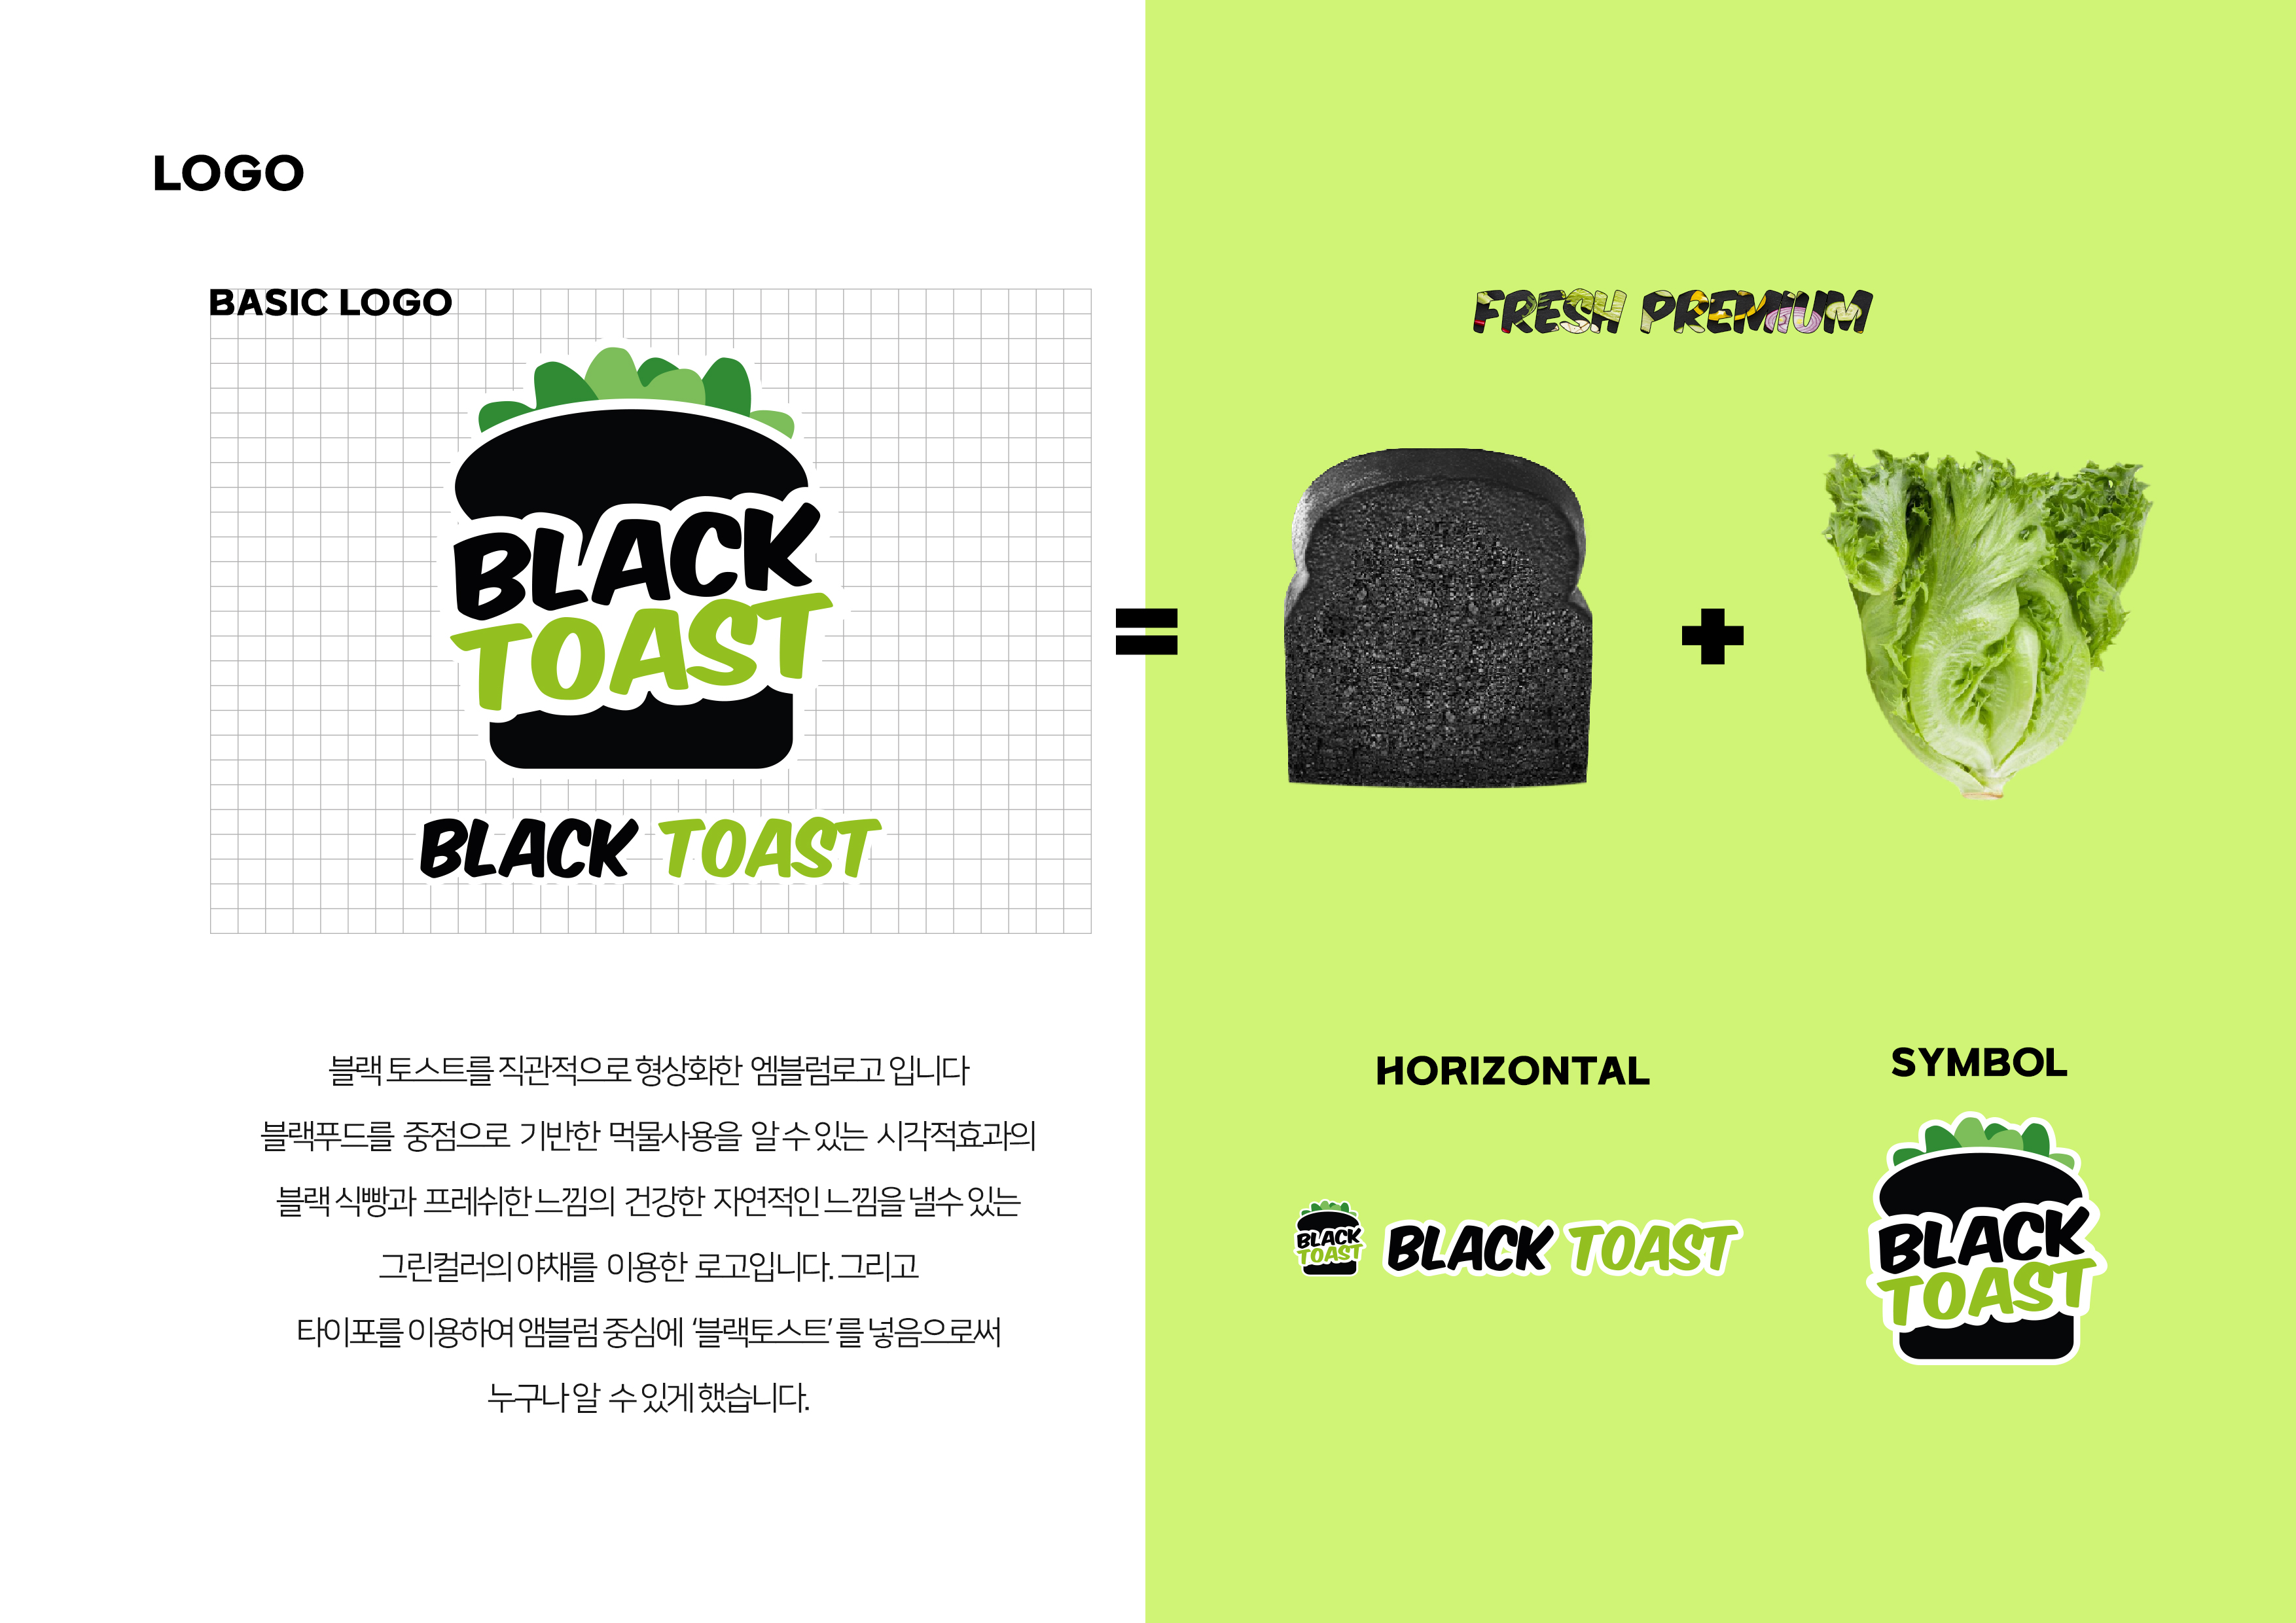 LOGO
BASIC LOGO
BLACK
TOAST
BLACK TOAST
블랙 토스트를 직관적으로 형상화한 엠블럼로고 입니다
블랙푸드를 중점으로 기반한 먹물사용을 알 수 있는 시각적효과의
블랙 식빵과 프레쉬한 느낌의 건강한 자연적인 느낌을 낼수 있는
그린컬러의 야채를 이용한 로고입니다. 그리고
타이포를 이용하여 앰블럼 중심에 ‘블랙토스트’ 를 넣음으로써
누구나 알 수 있게 했습니다.
=
FRESH PREMIUM
+
HORIZONTAL
BLACK
TOAST
BLACK TOAST
SYMBOL
BLACK
TOAST